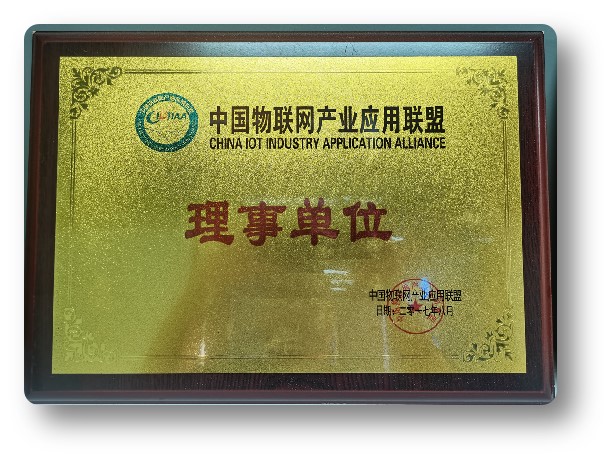 CIOTIAA
中国物联网产业应用联盟
CHINA IOT INDUSTRY APPLICATION ALLIANCE
理事单位
中国物联网产业应用联盟
日期:二零一七年八月